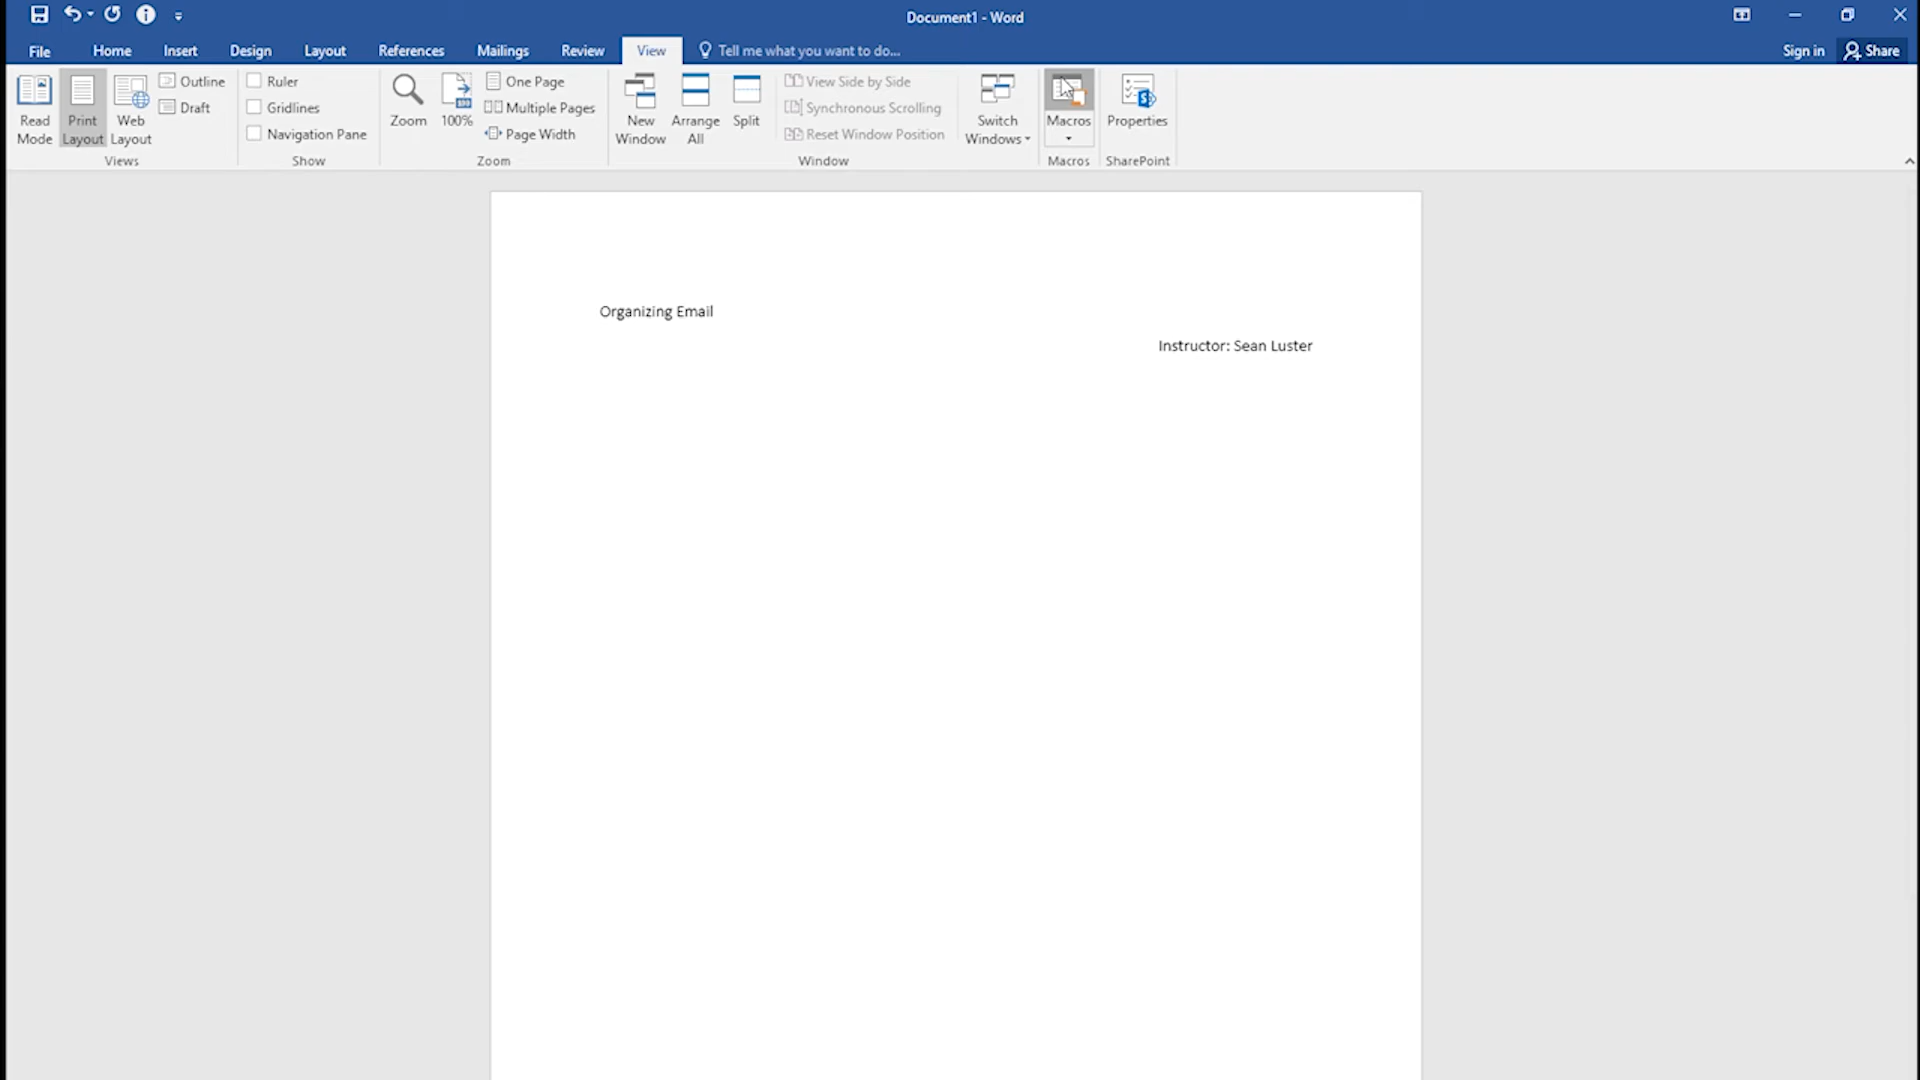 Document1 - Word
File Home Insert Design Layout References Mailings Review View Tell me what you want to do... Sign in Share
Read Mode
Print Layout
Web Layout
Outline
Draft
Views
Ruler
Gridlines
Navigation Pane
Show
Zoom
100%
One Page
Multiple Pages
Page Width
Zoom
New Window
Arrange All
Split
View Side by Side
Synchronous Scrolling
Reset Window Position
Window
Switch Windows
Macros
Macros
Properties
SharePoint
Organizing Email
Instructor: Sean Luster